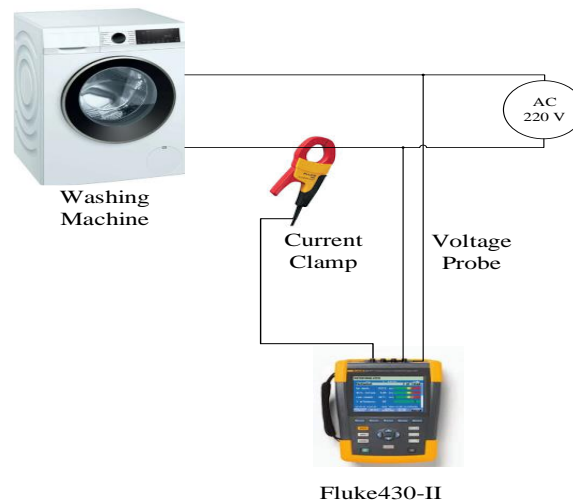 AC
220 V
Washing
Machine
Current
Clamp
Voltage
Probe
Fluke430-II